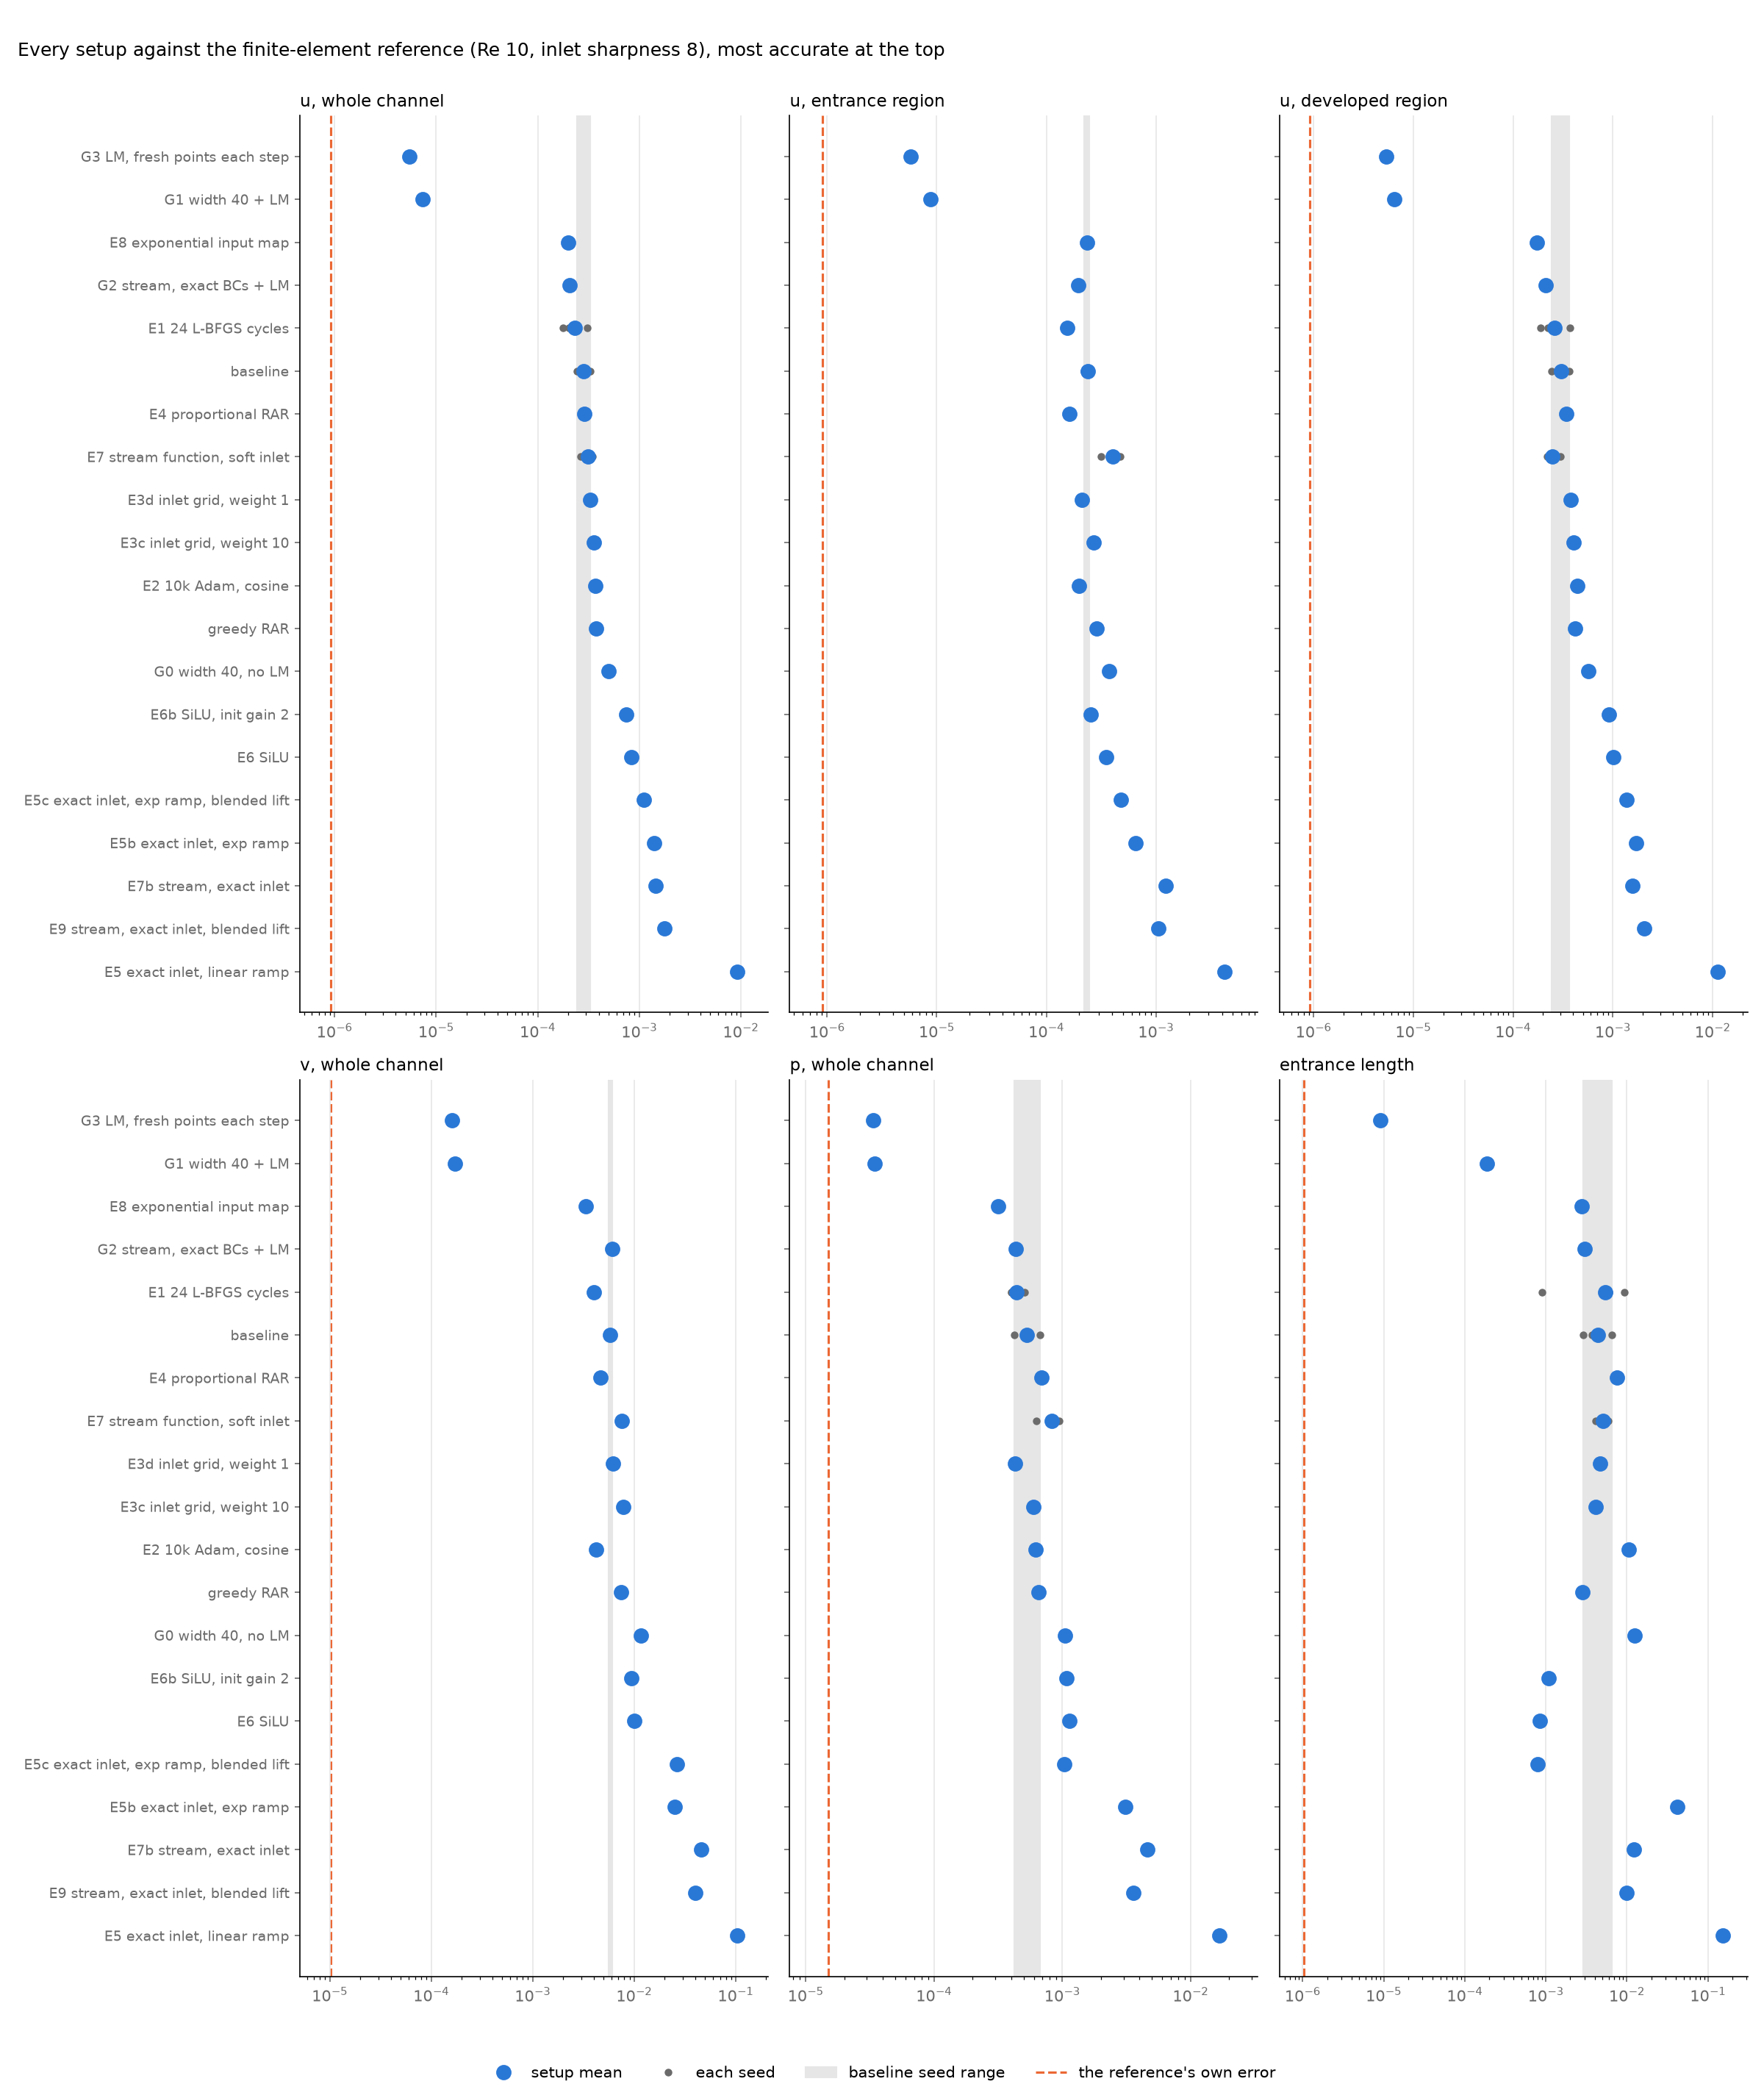 Every setup against the finite-element reference (Re 10, inlet sharpness 8), most accurate at the top
u, whole channel
u, entrance region
u, developed region
G3 LM, fresh points each step
G1 width 40 + LM
E8 exponential input map
G2 stream, exact BCs + LM
E1 24 L-BFGS cycles
baseline
E4 proportional RAR
E7 stream function, soft inlet
E3d inlet grid, weight 1
E3c inlet grid, weight 10
E2 10k Adam, cosine
greedy RAR
G0 width 40, no LM
E6b SiLU, init gain 2
E6 SiLU
E5c exact inlet, exp ramp, blended lift
E5b exact inlet, exp ramp
E7b stream, exact inlet
E9 stream, exact inlet, blended lift
E5 exact inlet, linear ramp
10⁻⁶ 10⁻⁵ 10⁻⁴ 10⁻³ 10⁻²
10⁻⁶ 10⁻⁵ 10⁻⁴ 10⁻³
10⁻⁶ 10⁻⁵ 10⁻⁴ 10⁻³ 10⁻²
v, whole channel
p, whole channel
entrance length
G3 LM, fresh points each step
G1 width 40 + LM
E8 exponential input map
G2 stream, exact BCs + LM
E1 24 L-BFGS cycles
baseline
E4 proportional RAR
E7 stream function, soft inlet
E3d inlet grid, weight 1
E3c inlet grid, weight 10
E2 10k Adam, cosine
greedy RAR
G0 width 40, no LM
E6b SiLU, init gain 2
E6 SiLU
E5c exact inlet, exp ramp, blended lift
E5b exact inlet, exp ramp
E7b stream, exact inlet
E9 stream, exact inlet, blended lift
E5 exact inlet, linear ramp
10⁻⁵ 10⁻⁴ 10⁻³ 10⁻² 10⁻¹
10⁻⁵ 10⁻⁴ 10⁻³ 10⁻²
10⁻⁶ 10⁻⁵ 10⁻⁴ 10⁻³ 10⁻² 10⁻¹
setup mean
each seed
baseline seed range
the reference's own error